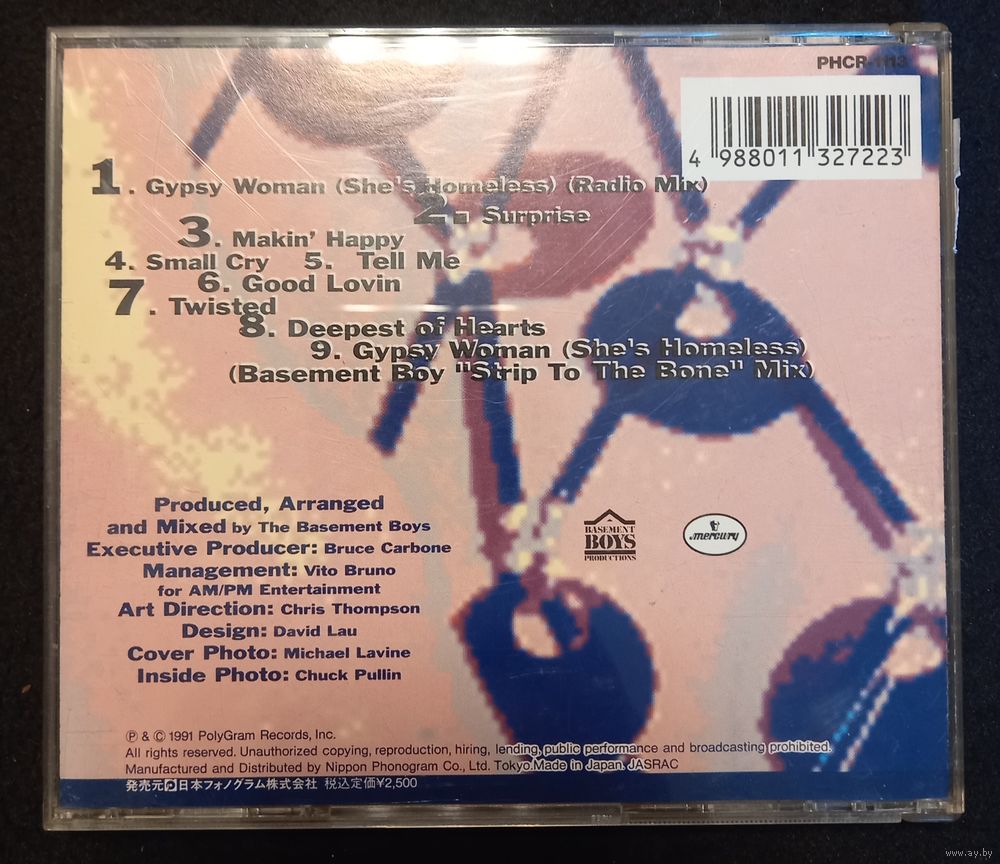 PHCR-1113
4 988011 327223
1. Gypsy Woman (She's Homeless) (Radio Mix)
2. Surprise
3. Makin' Happy
4. Small Cry 5. Tell Me
6. Good Lovin
7. Twisted
8. Deepest of Hearts
9. Gypsy Woman (She's Homeless)
(Basement Boy "Strip To The Bone" Mix)
Produced, Arranged
and Mixed by The Basement Boys
Executive Producer: Bruce Carbone
Management: Vito Bruno
for AM/PM Entertainment
Art Direction: Chris Thompson
Design: David Lau
Cover Photo: Michael Lavine
Inside Photo: Chuck Pullin
BASEMENT
BOYS
PRODUCTIONS
mercury
℗ & © 1991 PolyGram Records, Inc.
All rights reserved. Unauthorized copying, reproduction, hiring, lending, public performance and broadcasting prohibited.
Manufactured and Distributed by Nippon Phonogram Co., Ltd. Tokyo.Made in Japan. JASRAC
発売元 日本フォノグラム株式会社 税込定価¥2,500
www.ay.by